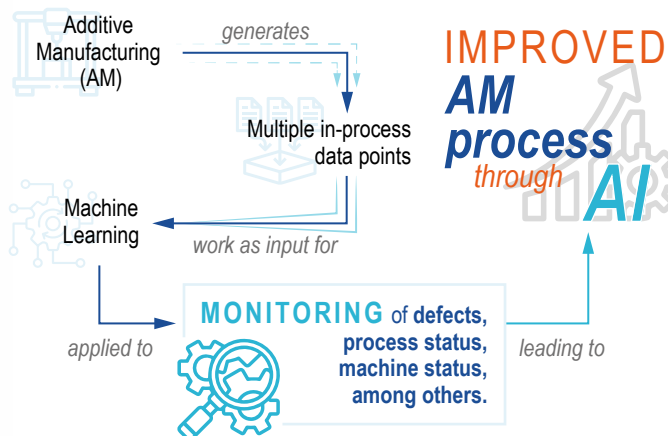 Additive
Manufacturing
(AM)
generates
Multiple in-process
data points
Machine
Learning
work as input for
applied to
MONITORING of defects,
process status,
machine status,
among others.
leading to
IMPROVED
AM
process
through
AI